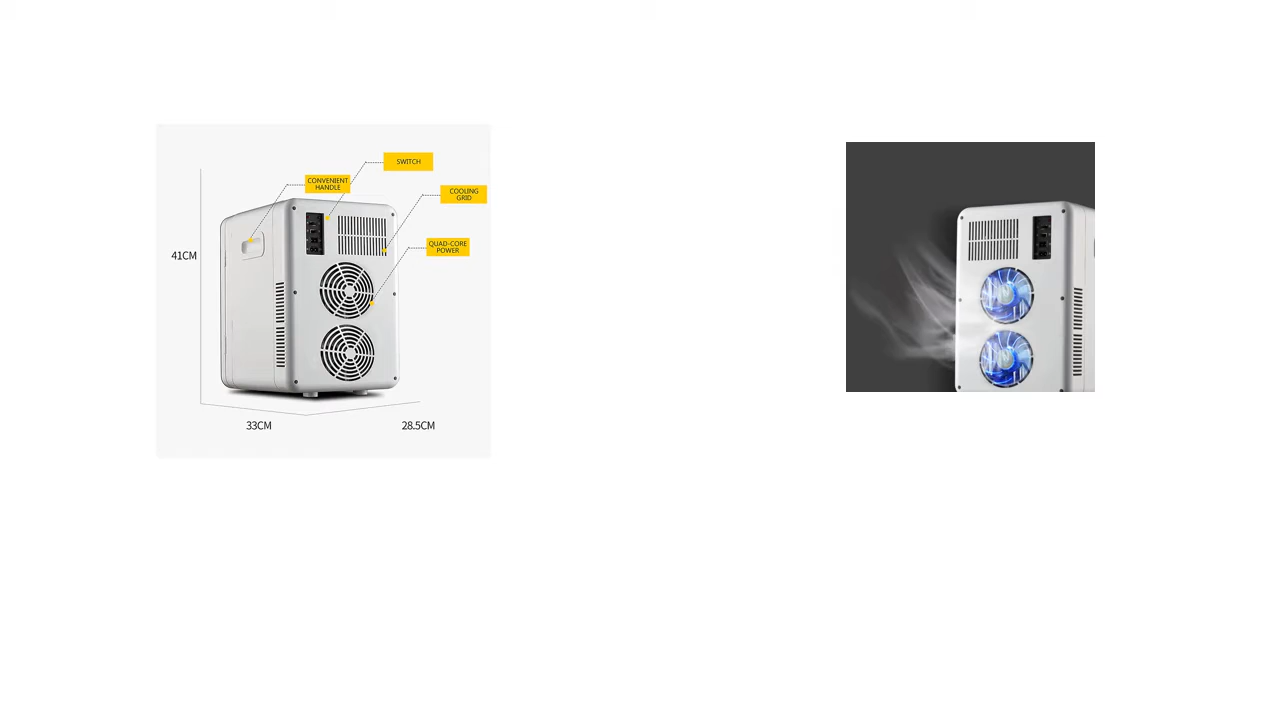 SWITCH
CONVENIENT
HANDLE
COOLING
GRID
QUAD-CORE
POWER
41CM
33CM
28.5CM